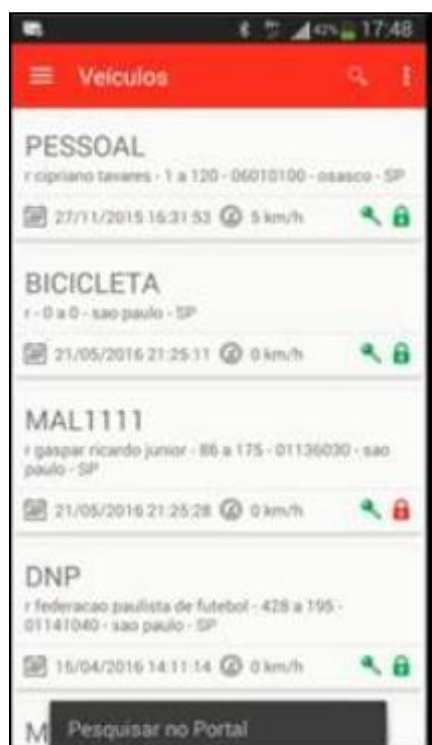 42% 17:48
Veículos
PESSOAL
r cipriano tavares - 1 a 120 - 06010100 - osasco - SP
27/11/2015 16:31:53 5 km/h
BICICLETA
r - 0 a 0 - sao paulo - SP
21/05/2016 21:25:11 0 km/h
MAL1111
r gaspar ricardo junior - 86 a 175 - 01136030 - sao
paulo - SP
21/05/2016 21:25:28 0 km/h
DNP
r federacao paulista de futebol - 428 a 195 -
01141040 - sao paulo - SP
15/04/2016 14:11:14 0 km/h
M
Pesquisar no Portal